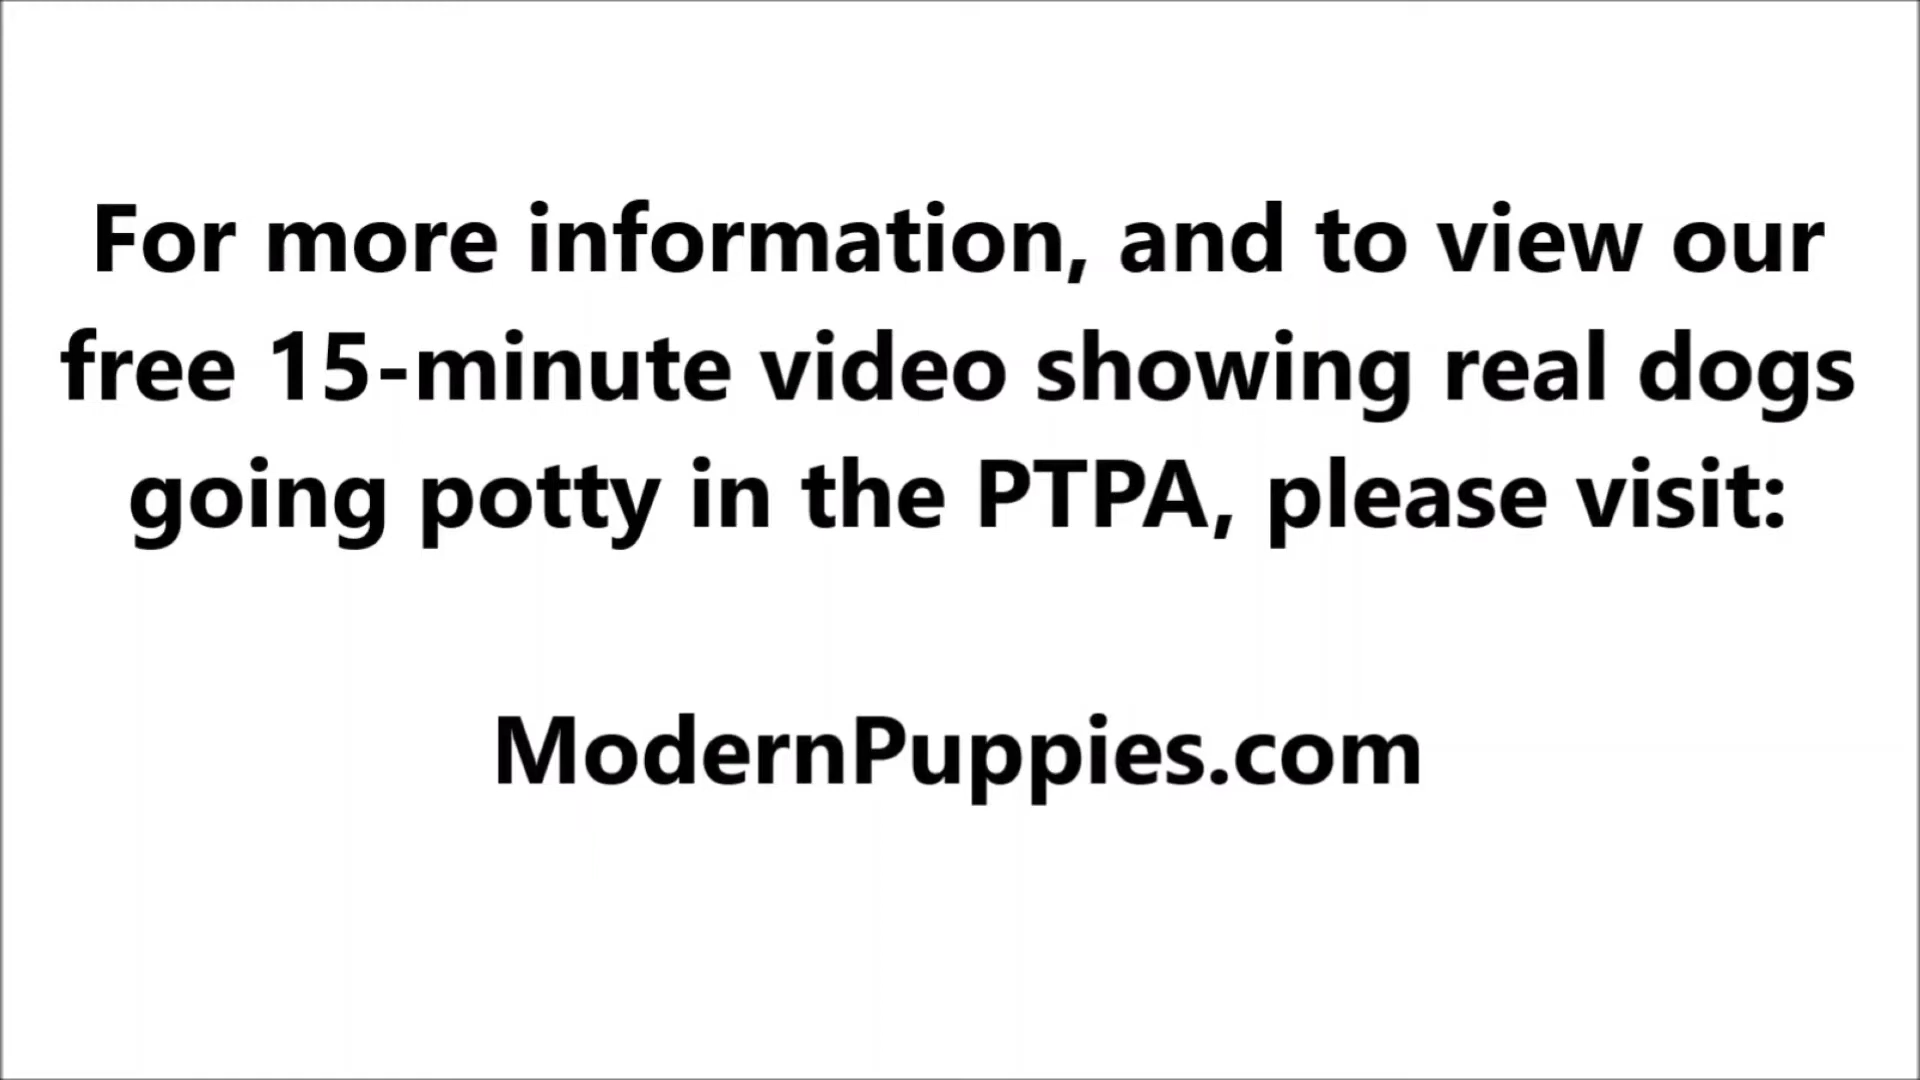 For more information, and to view our
free 15-minute video showing real dogs
going potty in the PTPA, please visit:
ModernPuppies.com